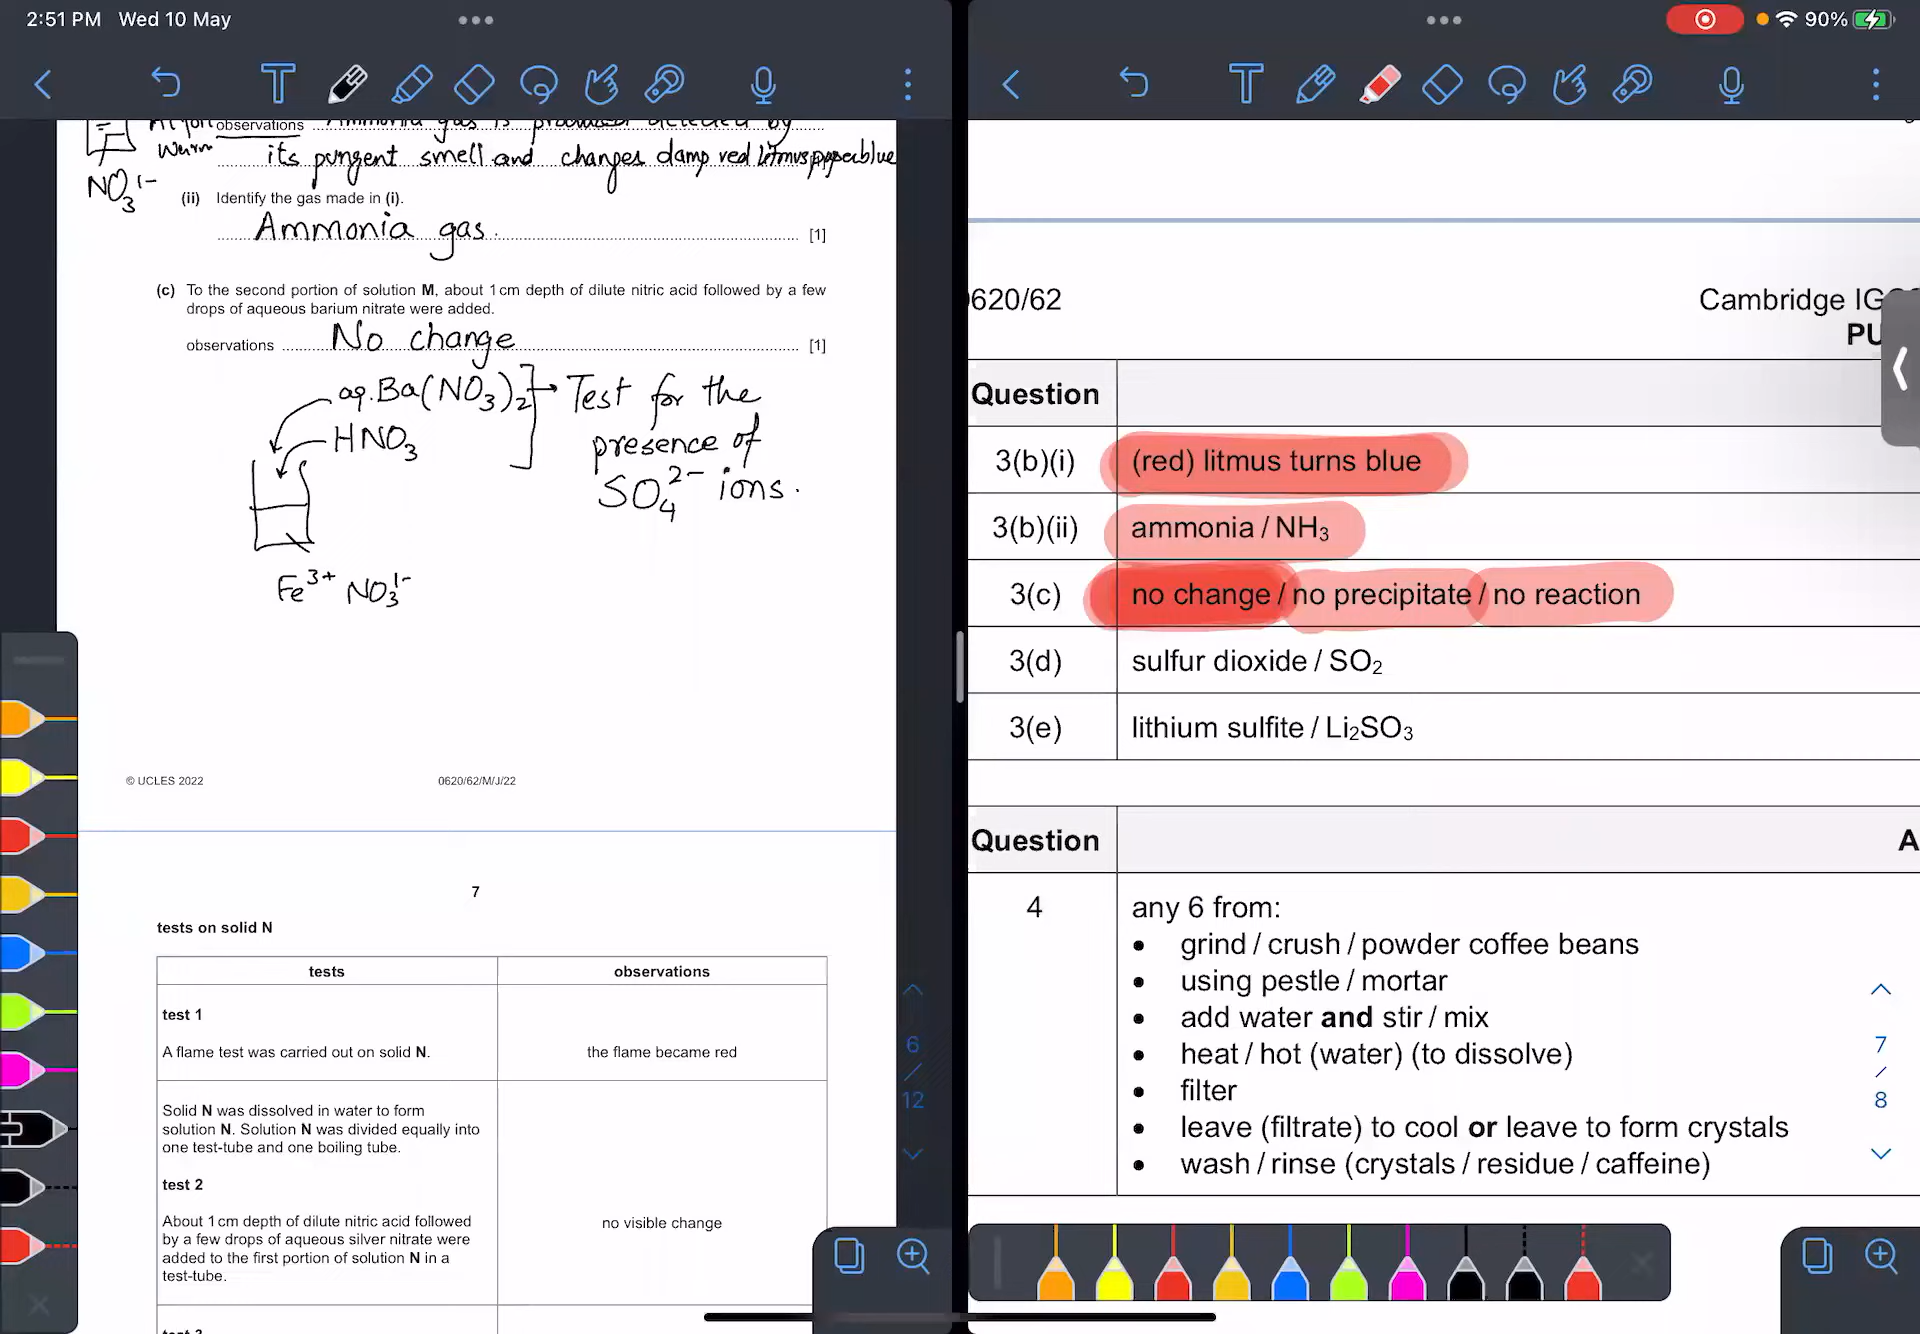 2:51 PM Wed 10 May
90%
observations Ammonia gas is produced detected by
Warm its pungent smell and changes damp red litmus paper blue
NO₃¹⁻
(ii) Identify the gas made in (i).
Ammonia gas. [1]
(c) To the second portion of solution M, about 1 cm depth of dilute nitric acid followed by a few
drops of aqueous barium nitrate were added.
observations No change [1]
aq.Ba(NO₃)₂ → Test for the
HNO₃ presence of
SO₄²⁻ ions.
Fe³⁺ NO₃¹⁻
© UCLES 2022 0620/62/M/J/22
7
tests on solid N
tests observations
test 1
A flame test was carried out on solid N. the flame became red
Solid N was dissolved in water to form
solution N. Solution N was divided equally into
one test-tube and one boiling tube.
test 2
About 1 cm depth of dilute nitric acid followed no visible change
by a few drops of aqueous silver nitrate were
added to the first portion of solution N in a
test-tube.
6
/
12
620/62 Cambridge IG
PU
Question
3(b)(i) (red) litmus turns blue
3(b)(ii) ammonia / NH₃
3(c) no change / no precipitate / no reaction
3(d) sulfur dioxide / SO₂
3(e) lithium sulfite / Li₂SO₃
Question A
4 any 6 from:
• grind / crush / powder coffee beans
• using pestle / mortar
• add water and stir / mix
• heat / hot (water) (to dissolve)
• filter
• leave (filtrate) to cool or leave to form crystals
• wash / rinse (crystals / residue / caffeine)
7
/
8